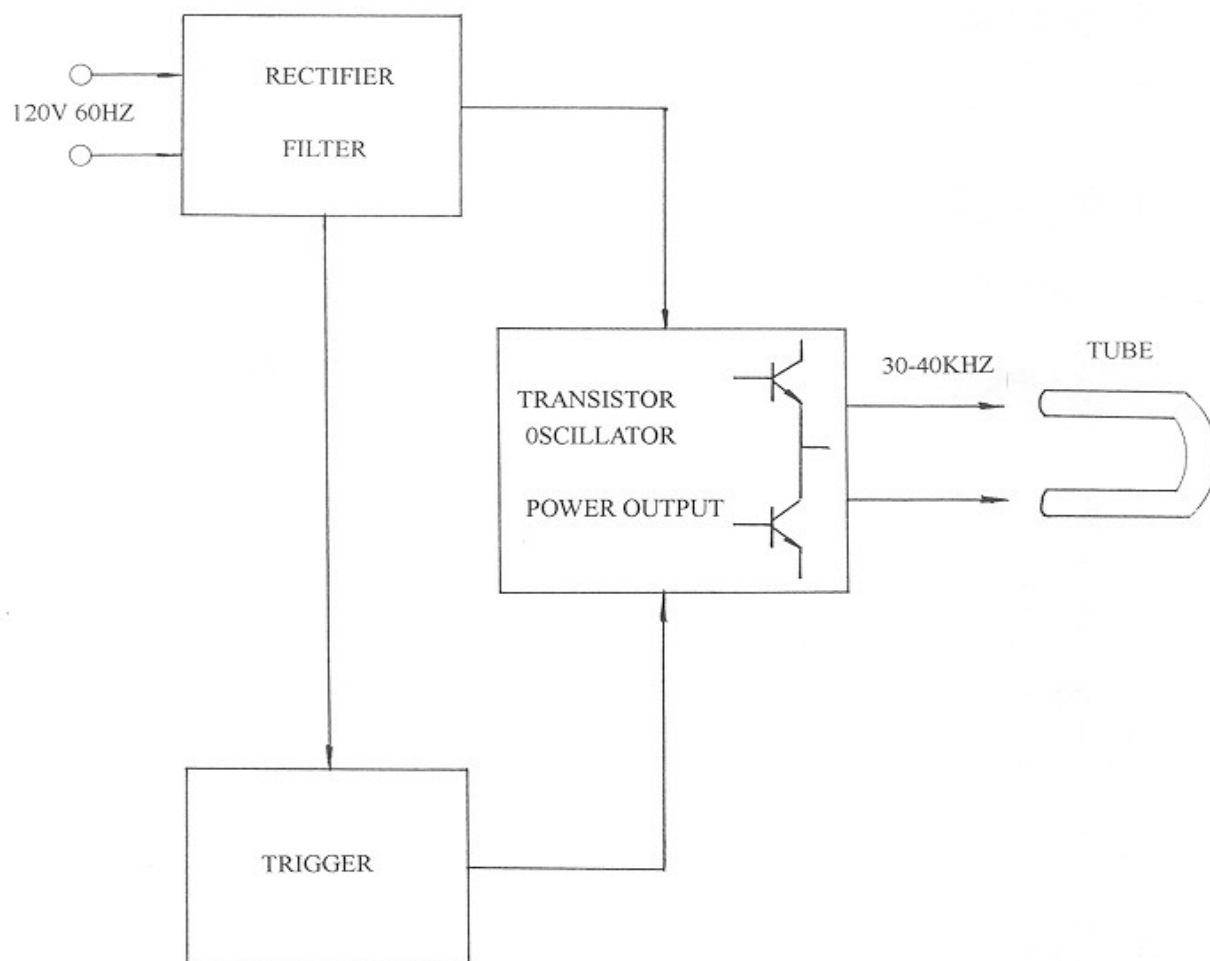 RECTIFIER
120V 60HZ
FILTER
TRANSISTOR
0SCILLATOR
POWER OUTPUT
30-40KHZ
TUBE
TRIGGER